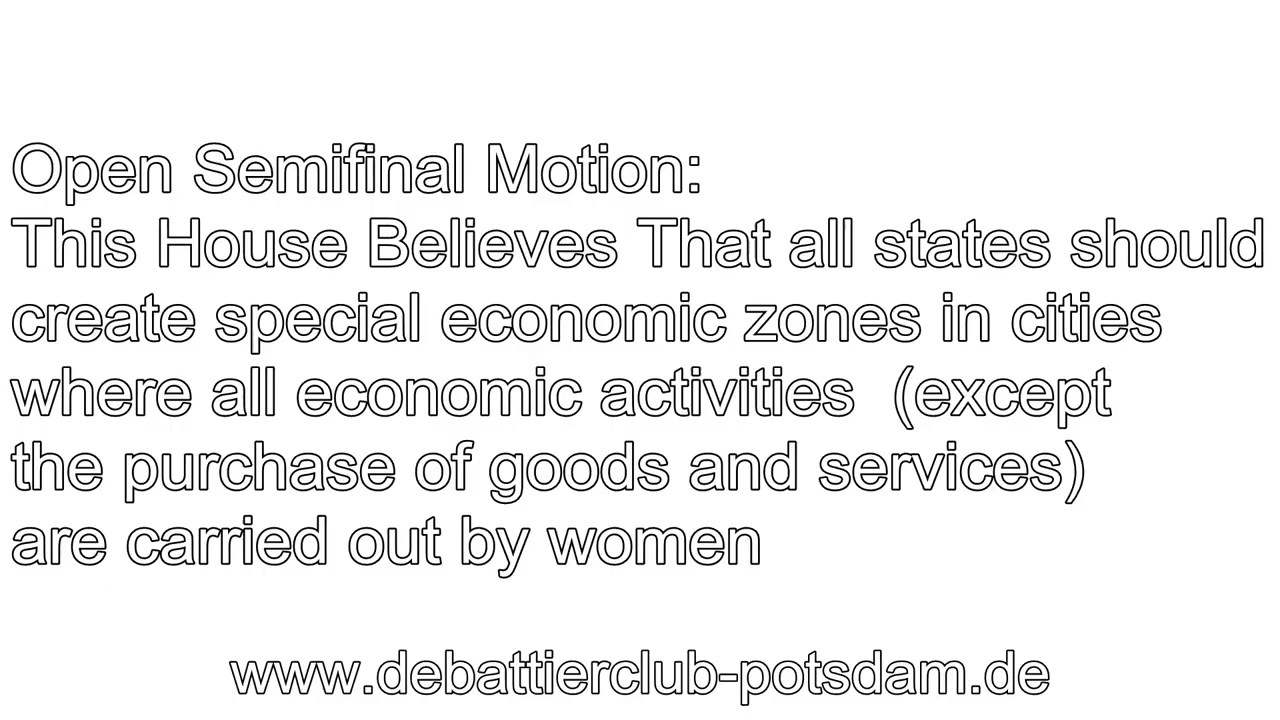 Open Semifinal Motion:
This House Believes That all states should
create special economic zones in cities
where all economic activities  (except
the purchase of goods and services)
are carried out by women
www.debattierclub-potsdam.de